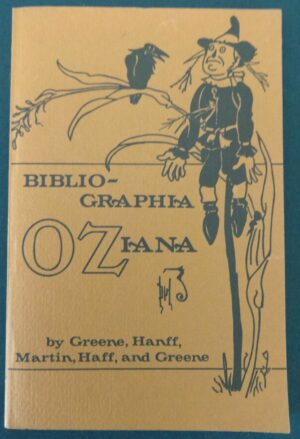 BIBLIO-
GRAPHIA
OZIANA
by Greene, Hanff,
Martin, Haff, and Greene